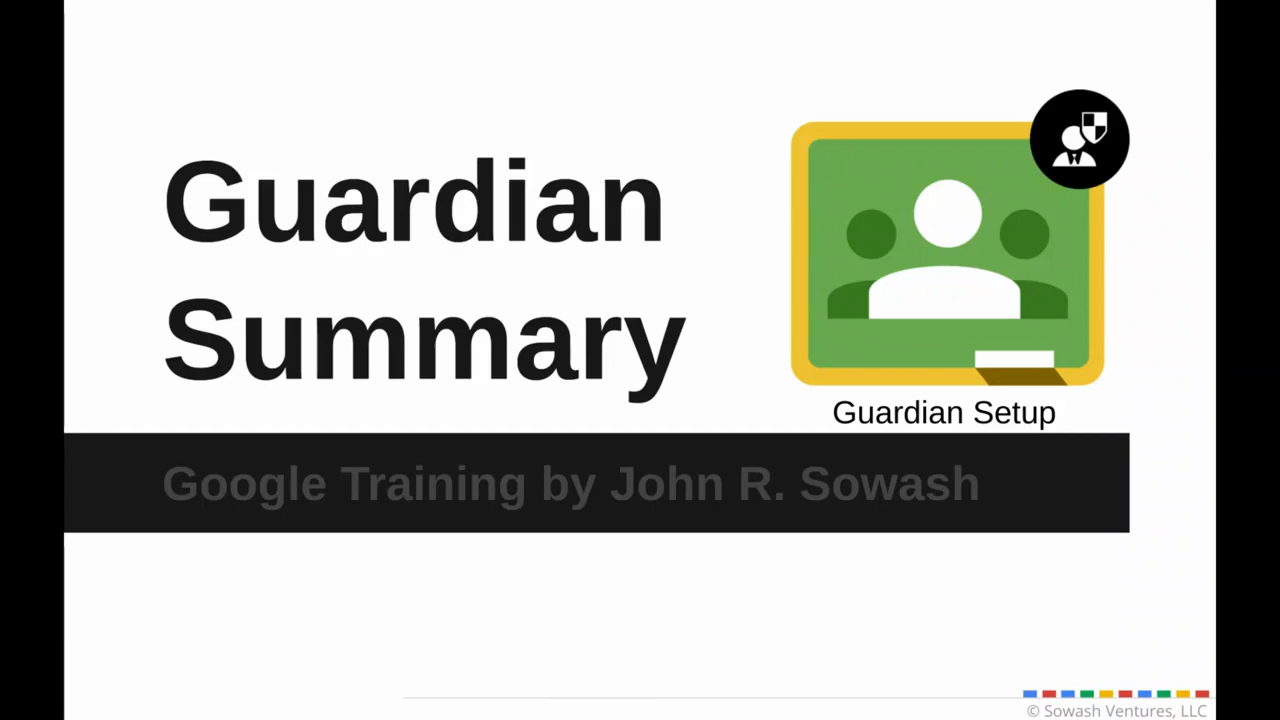 Guardian
Summary
Guardian Setup
Google Training by John R. Sowash
© Sowash Ventures, LLC